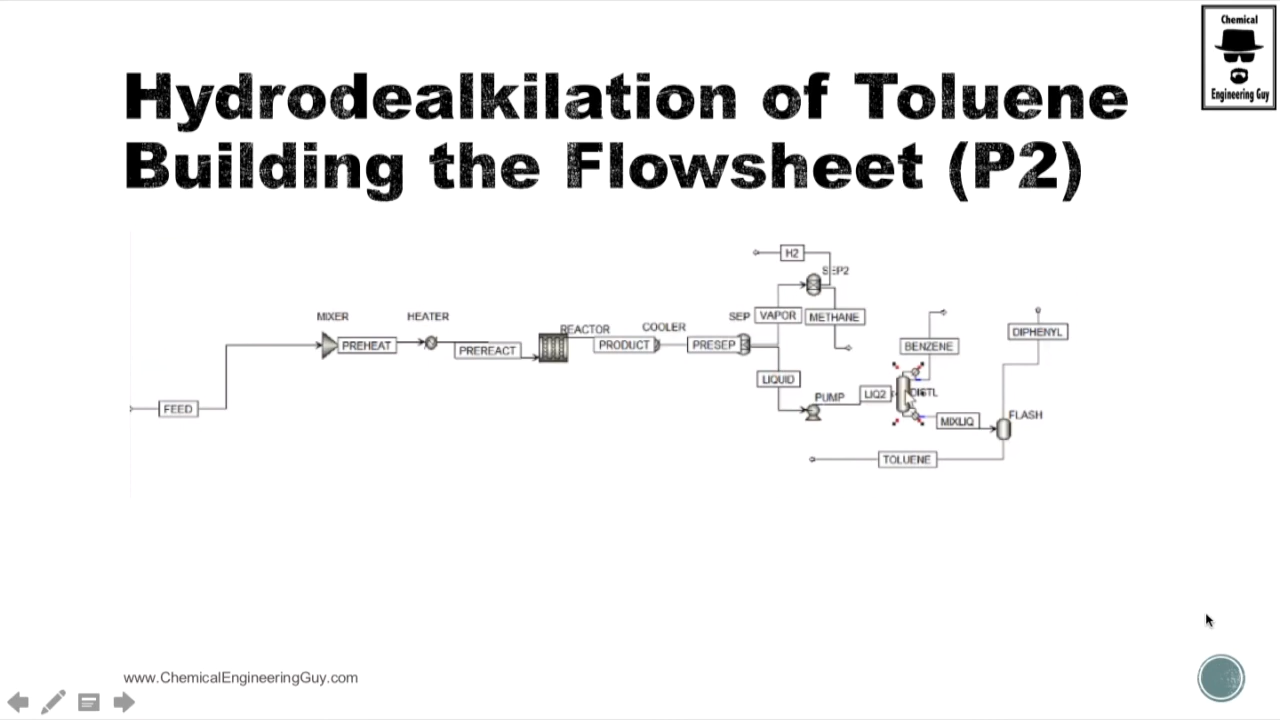 Chemical
Engineering Guy
Hydrodealkilation of Toluene
Building the Flowsheet (P2)
H2
SEP2
MIXER
HEATER
REACTOR
COOLER
SEP
VAPOR
METHANE
DIPHENYL
PREHEAT
PREREACT
PRODUCT
PRESEP
BENZENE
LIQUID
PUMP
LIQ2
DISTL
FEED
MIXLIQ
FLASH
TOLUENE
www.ChemicalEngineeringGuy.com